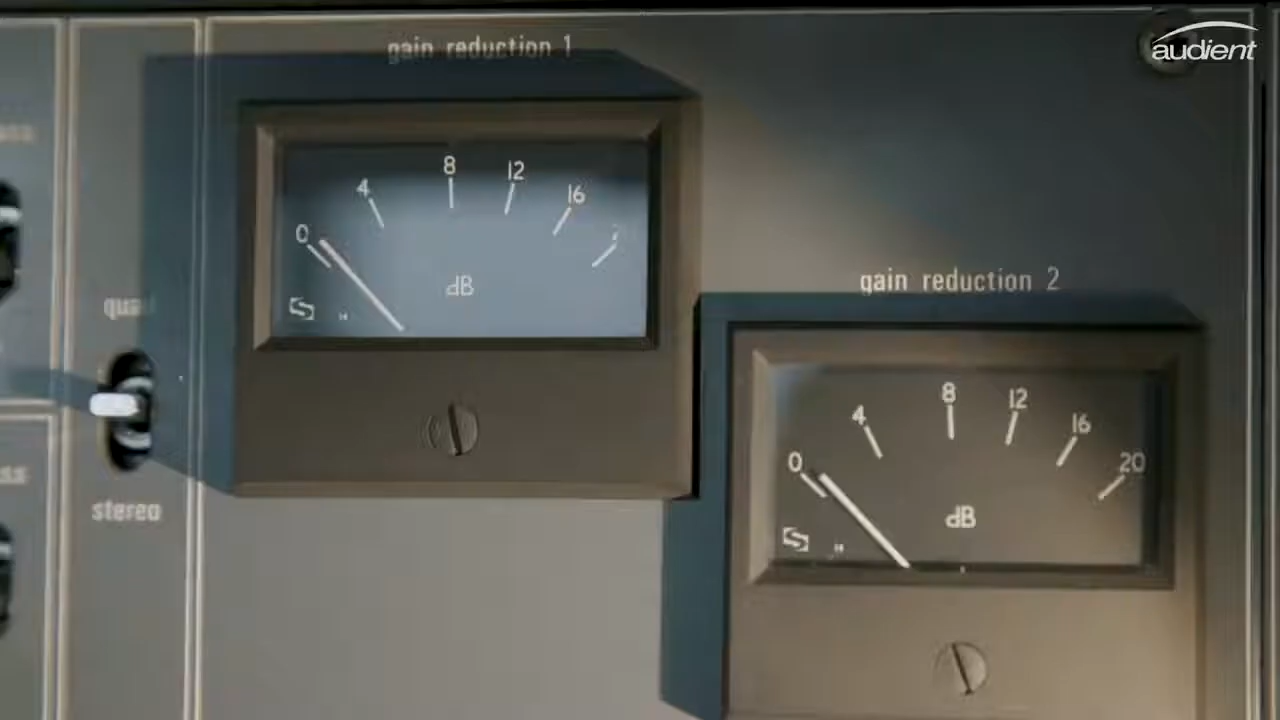 audient
gain reduction 1
0 4 8 12 16
dB
quad
stereo
gain reduction 2
0 4 8 12 16 20
dB